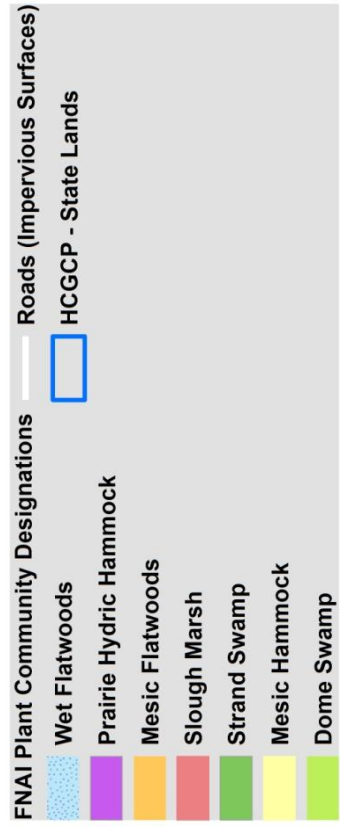 FNAI Plant Community Designations
Wet Flatwoods
Prairie Hydric Hammock
Mesic Flatwoods
Slough Marsh
Strand Swamp
Mesic Hammock
Dome Swamp
Roads (Impervious Surfaces)
HCGCP - State Lands